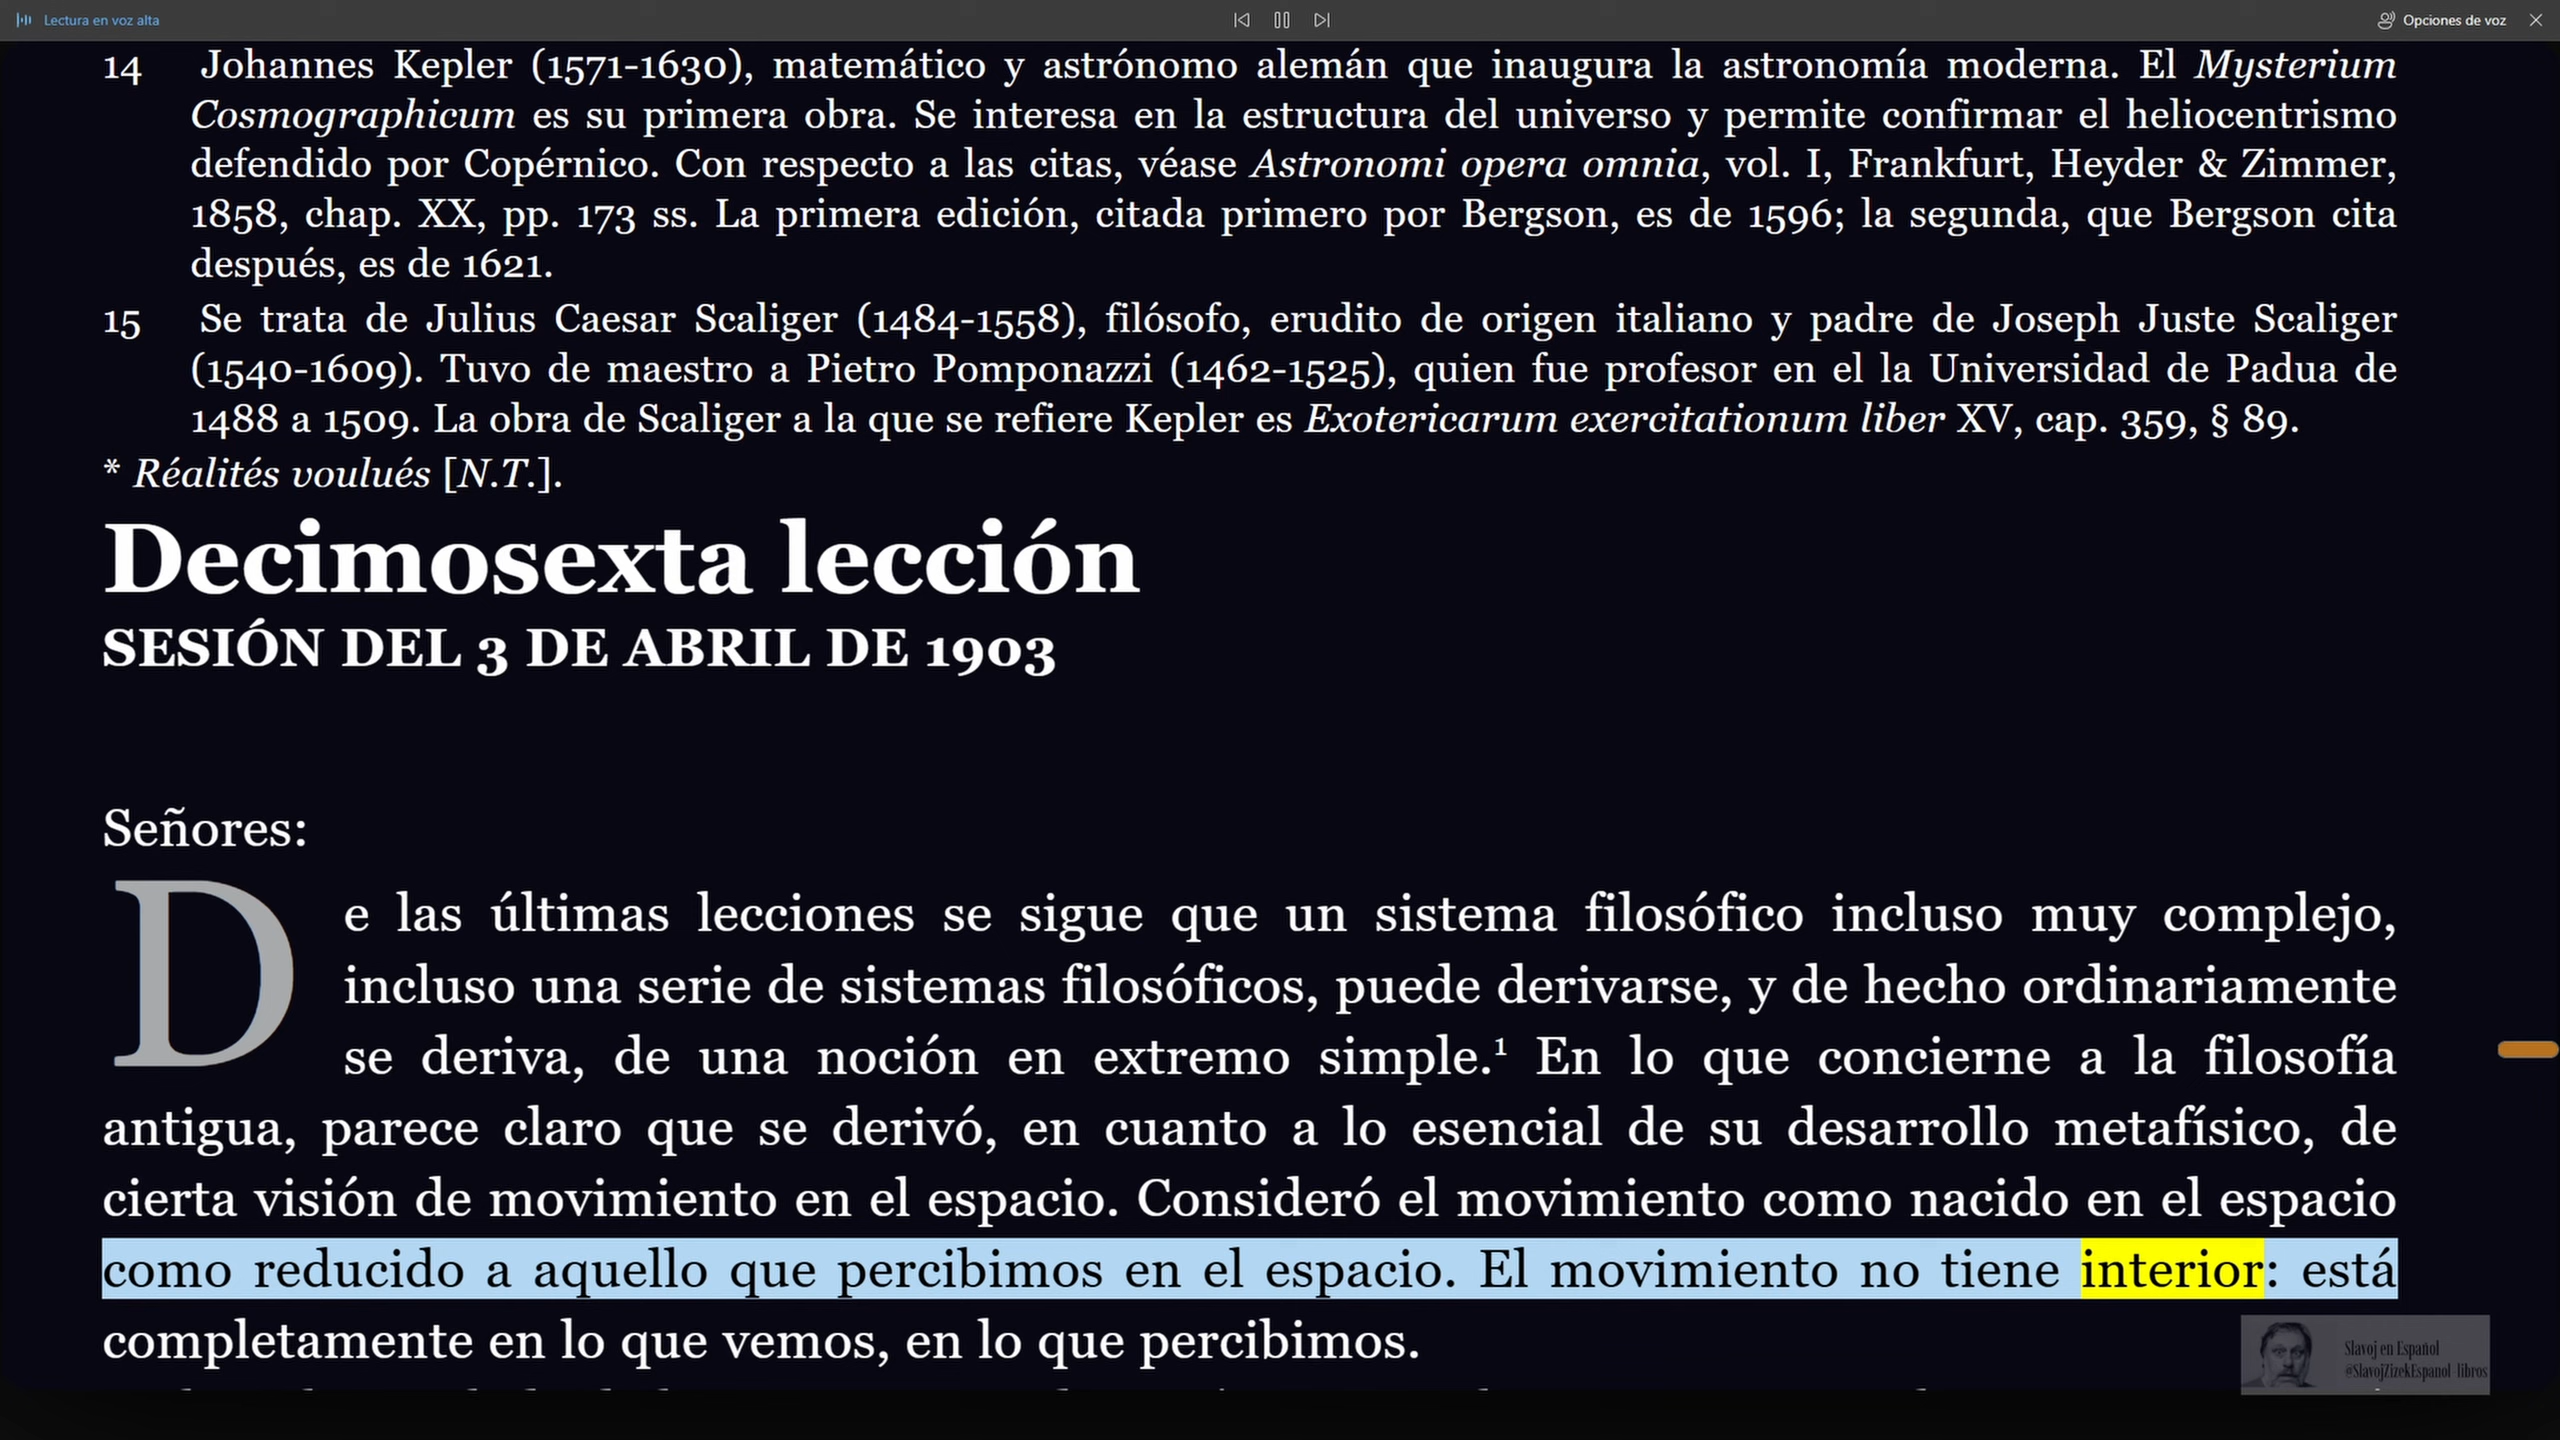 Lectura en voz alta
Opciones de voz
14 Johannes Kepler (1571-1630), matemático y astrónomo alemán que inaugura la astronomía moderna. El Mysterium
Cosmographicum es su primera obra. Se interesa en la estructura del universo y permite confirmar el heliocentrismo
defendido por Copérnico. Con respecto a las citas, véase Astronomi opera omnia, vol. I, Frankfurt, Heyder & Zimmer,
1858, chap. XX, pp. 173 ss. La primera edición, citada primero por Bergson, es de 1596; la segunda, que Bergson cita
después, es de 1621.
15 Se trata de Julius Caesar Scaliger (1484-1558), filósofo, erudito de origen italiano y padre de Joseph Juste Scaliger
(1540-1609). Tuvo de maestro a Pietro Pomponazzi (1462-1525), quien fue profesor en el la Universidad de Padua de
1488 a 1509. La obra de Scaliger a la que se refiere Kepler es Exotericarum exercitationum liber XV, cap. 359, § 89.
* Réalités voulués [N.T.].
Decimosexta lección
SESIÓN DEL 3 DE ABRIL DE 1903
Señores:
De las últimas lecciones se sigue que un sistema filosófico incluso muy complejo,
incluso una serie de sistemas filosóficos, puede derivarse, y de hecho ordinariamente
se deriva, de una noción en extremo simple.¹ En lo que concierne a la filosofía
antigua, parece claro que se derivó, en cuanto a lo esencial de su desarrollo metafísico, de
cierta visión de movimiento en el espacio. Consideró el movimiento como nacido en el espacio
como reducido a aquello que percibimos en el espacio. El movimiento no tiene interior: está
completamente en lo que vemos, en lo que percibimos.
Slavoj en Español
@SlavojZizekEspanol-libros